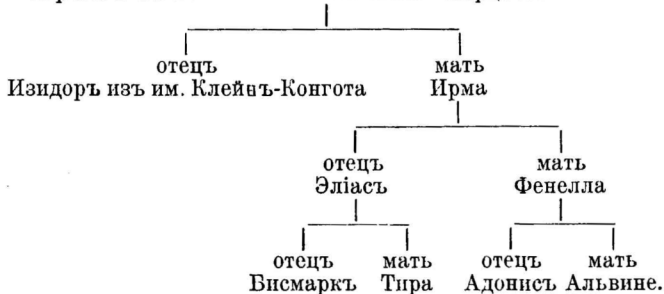 отецъ мать
Изидоръ изъ им. Клейнъ-Конгота Ирма
отецъ мать
Эліасъ Фенелла
отецъ мать отецъ мать
Бисмаркъ Тира Адонисъ Альвине.